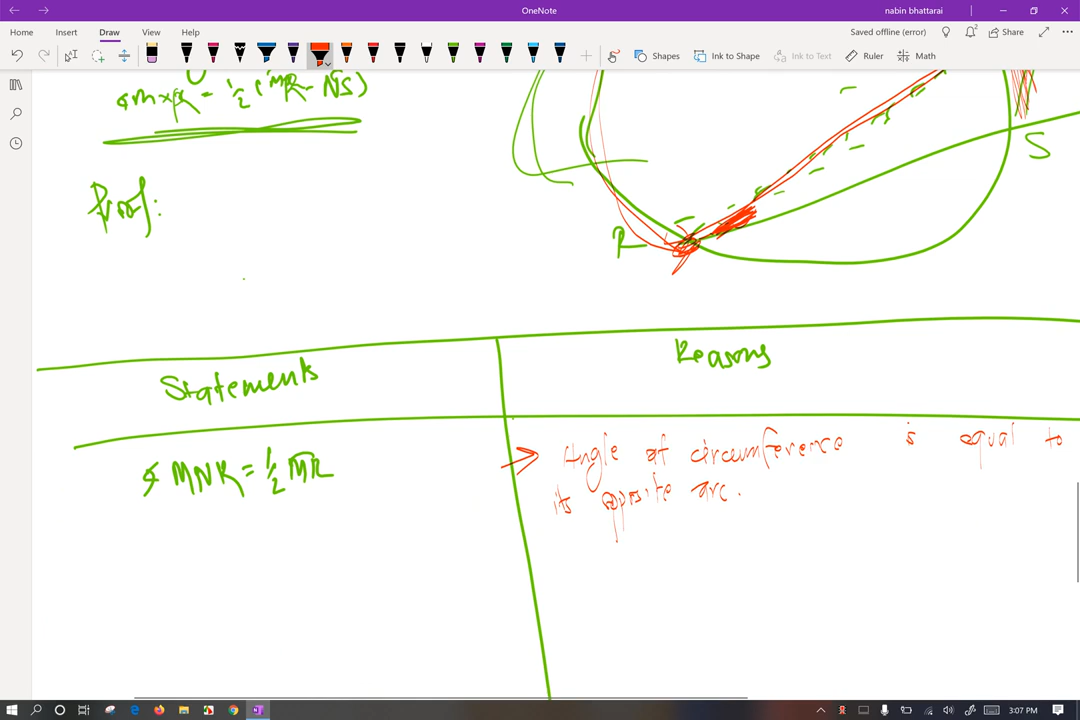 OneNote
nabin bhattarai
Home Insert Draw View Help
Saved offline (error)
Share
Shapes
Ink to Shape
Ink to Text
Ruler
Math
∢MXR = ½ (MR - NS)
S
Proof:
R
Statements
Reasons
∢ MNR = ½ MR
> Angle at circumference is equal to
its opposite arc.
3:07 PM